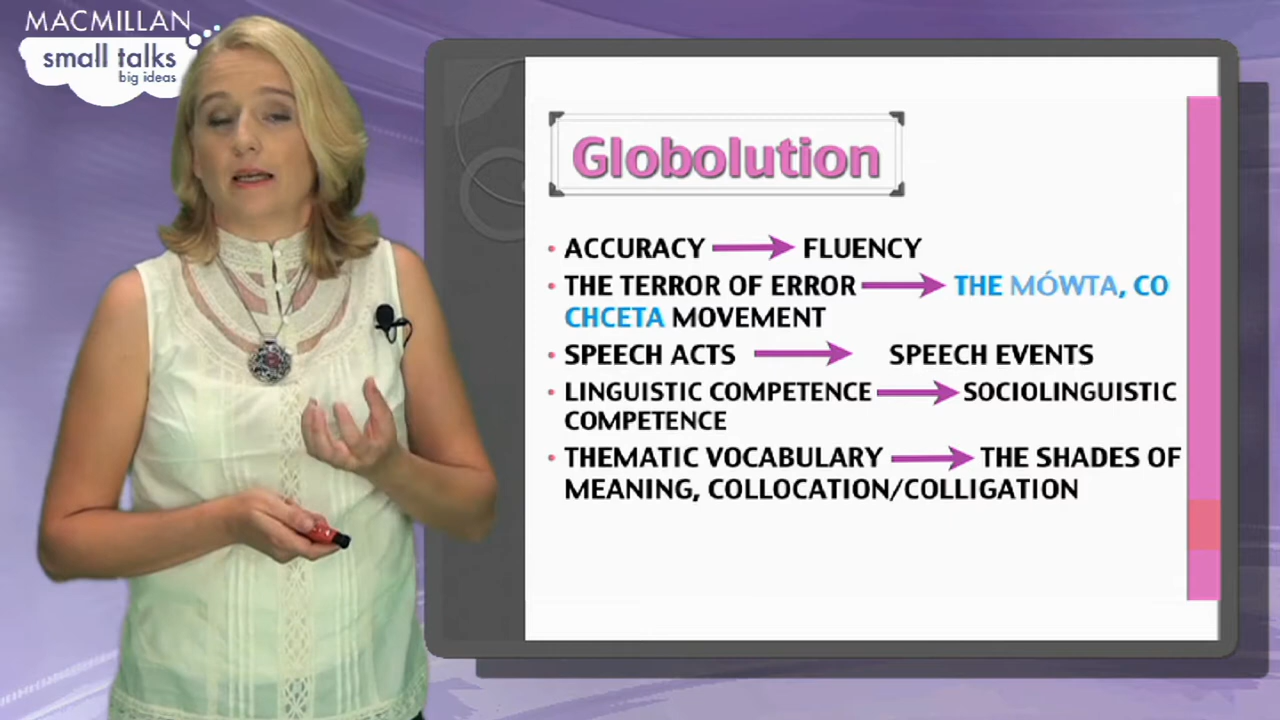 MACMILLAN
small talks
big ideas
Globolution
• ACCURACY → FLUENCY
• THE TERROR OF ERROR → THE MÓWTA, CO
CHCETA MOVEMENT
• SPEECH ACTS → SPEECH EVENTS
• LINGUISTIC COMPETENCE → SOCIOLINGUISTIC
COMPETENCE
• THEMATIC VOCABULARY → THE SHADES OF
MEANING, COLLOCATION/COLLIGATION